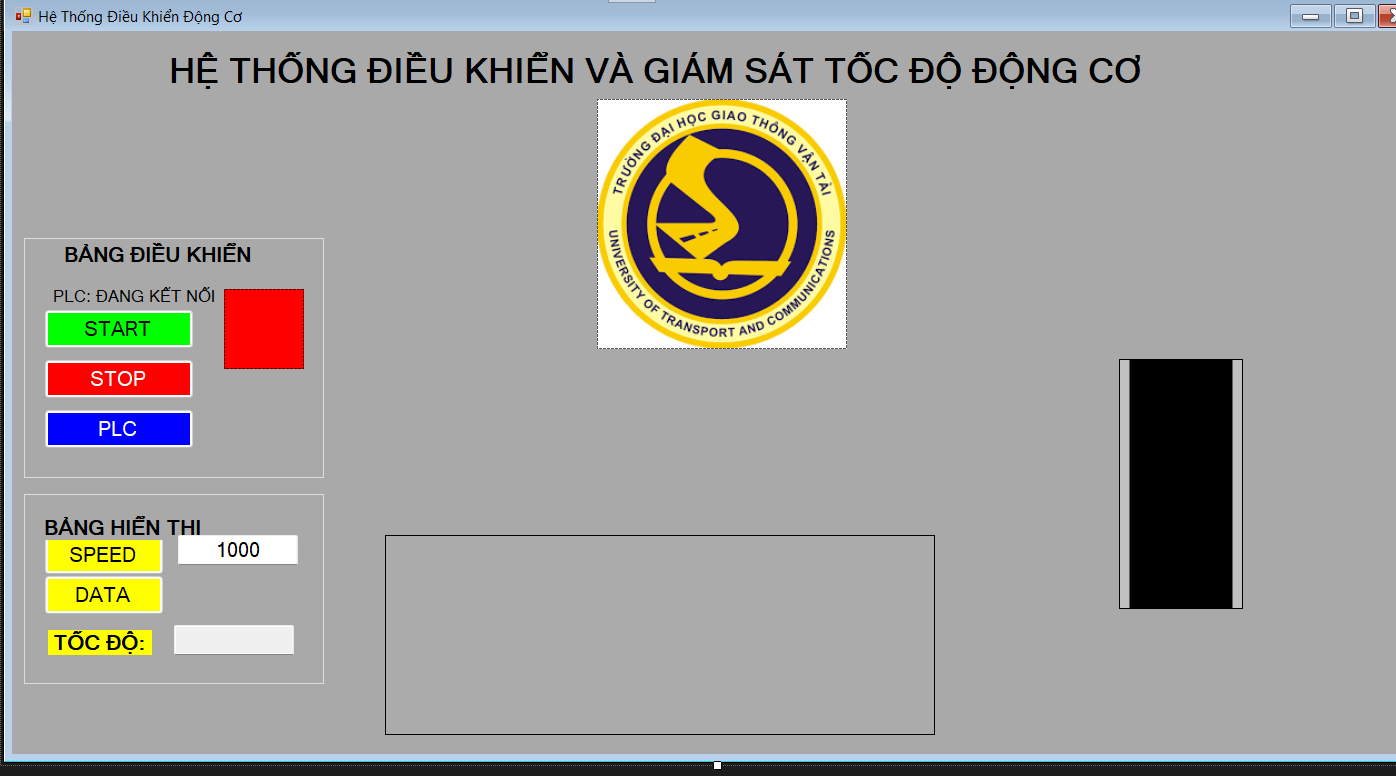 Hệ Thống Điều Khiển Động Cơ
HỆ THỐNG ĐIỀU KHIỂN VÀ GIÁM SÁT TỐC ĐỘ ĐỘNG CƠ
TRƯỜNG ĐẠI HỌC GIAO THÔNG VẬN TẢI
UNIVERSITY OF TRANSPORT AND COMMUNICATIONS
BẢNG ĐIỀU KHIỂN
PLC: ĐANG KẾT NỐI
START
STOP
PLC
BẢNG HIỂN THI
SPEED 1000
DATA
TỐC ĐỘ: